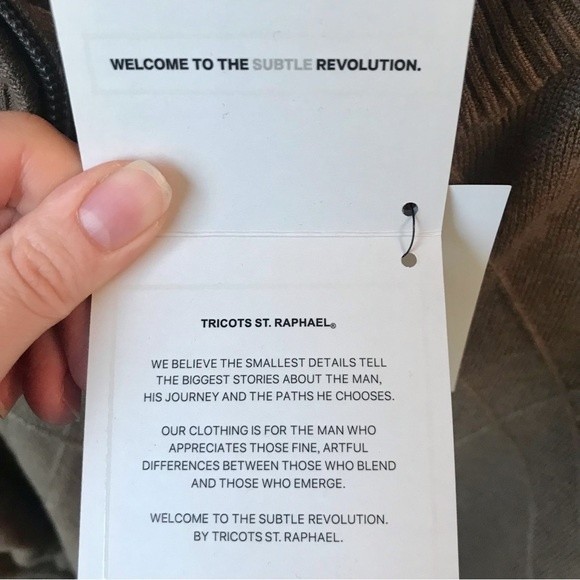 WELCOME TO THE SUBTLE REVOLUTION.
TRICOTS ST. RAPHAEL®
WE BELIEVE THE SMALLEST DETAILS TELL
THE BIGGEST STORIES ABOUT THE MAN,
HIS JOURNEY AND THE PATHS HE CHOOSES.
OUR CLOTHING IS FOR THE MAN WHO
APPRECIATES THOSE FINE, ARTFUL
DIFFERENCES BETWEEN THOSE WHO BLEND
AND THOSE WHO EMERGE.
WELCOME TO THE SUBTLE REVOLUTION.
BY TRICOTS ST. RAPHAEL.